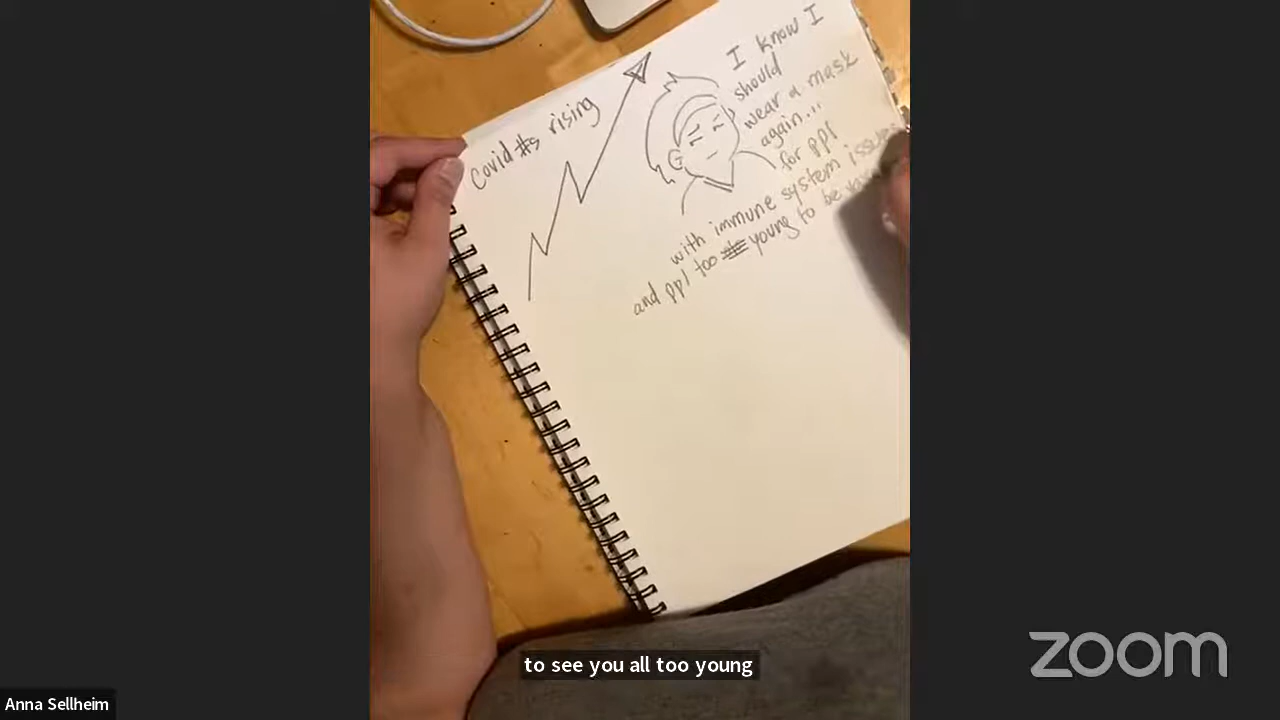 Covid #s rising
I know I
should
wear a mask
again...
for ppl
with immune system issues
and ppl too young to be
to see you all too young
Anna Sellheim
zoom